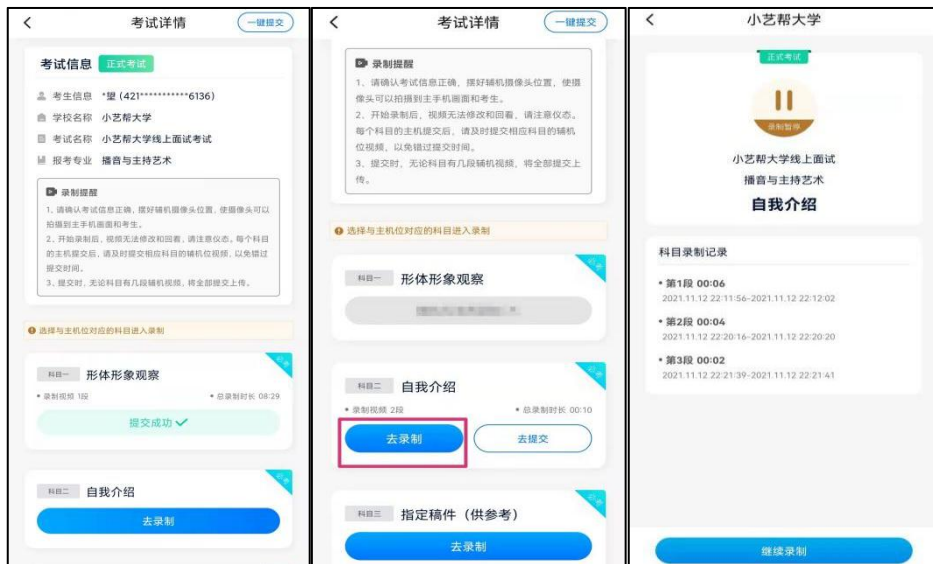 考试详情
一键提交
考试信息 正式考试
考生信息 *望 (421***********6136)
学校名称 小艺帮大学
考试名称 小艺帮大学线上面试考试
报考专业 播音与主持艺术
录制提醒
1、请确认考试信息正确，摆好辅机摄像头位置，使摄像头可以
拍摄到主手机画面和考生。
2、开始录制后，视频无法修改和回看，请注意仪态。每个科目
的主机提交后，请及时提交相应科目的辅机位视频，以免错过
提交时间。
3、提交时，无论科目有几段辅机视频，将全部提交上传。
选择与主机位对应的科目进入录制
科目一 形体形象观察
必考
• 录制视频 1段
• 总录制时长 08:29
提交成功
科目二 自我介绍
必考
去录制
考试详情
一键提交
录制提醒
1、请确认考试信息正确，摆好辅机摄像头位置，使摄
像头可以拍摄到主手机画面和考生。
2、开始录制后，视频无法修改和回看，请注意仪态。
每个科目的主机提交后，请及时提交相应科目的辅机
位视频，以免错过提交时间。
3、提交时，无论科目有几段辅机视频，将全部提交上
传。
选择与主机位对应的科目进入录制
科目一 形体形象观察
必考
科目二 自我介绍
必考
• 录制视频 2段
• 总录制时长 00:10
去录制
去提交
科目三 指定稿件（供参考）
必考
去录制
小艺帮大学
正式考试
录制暂停
小艺帮大学线上面试
播音与主持艺术
自我介绍
科目录制记录
• 第1段 00:06
2021.11.12 22:11:56-2021.11.12 22:12:02
• 第2段 00:04
2021.11.12 22:20:16-2021.11.12 22:20:20
• 第3段 00:02
2021.11.12 22:21:39-2021.11.12 22:21:41
继续录制